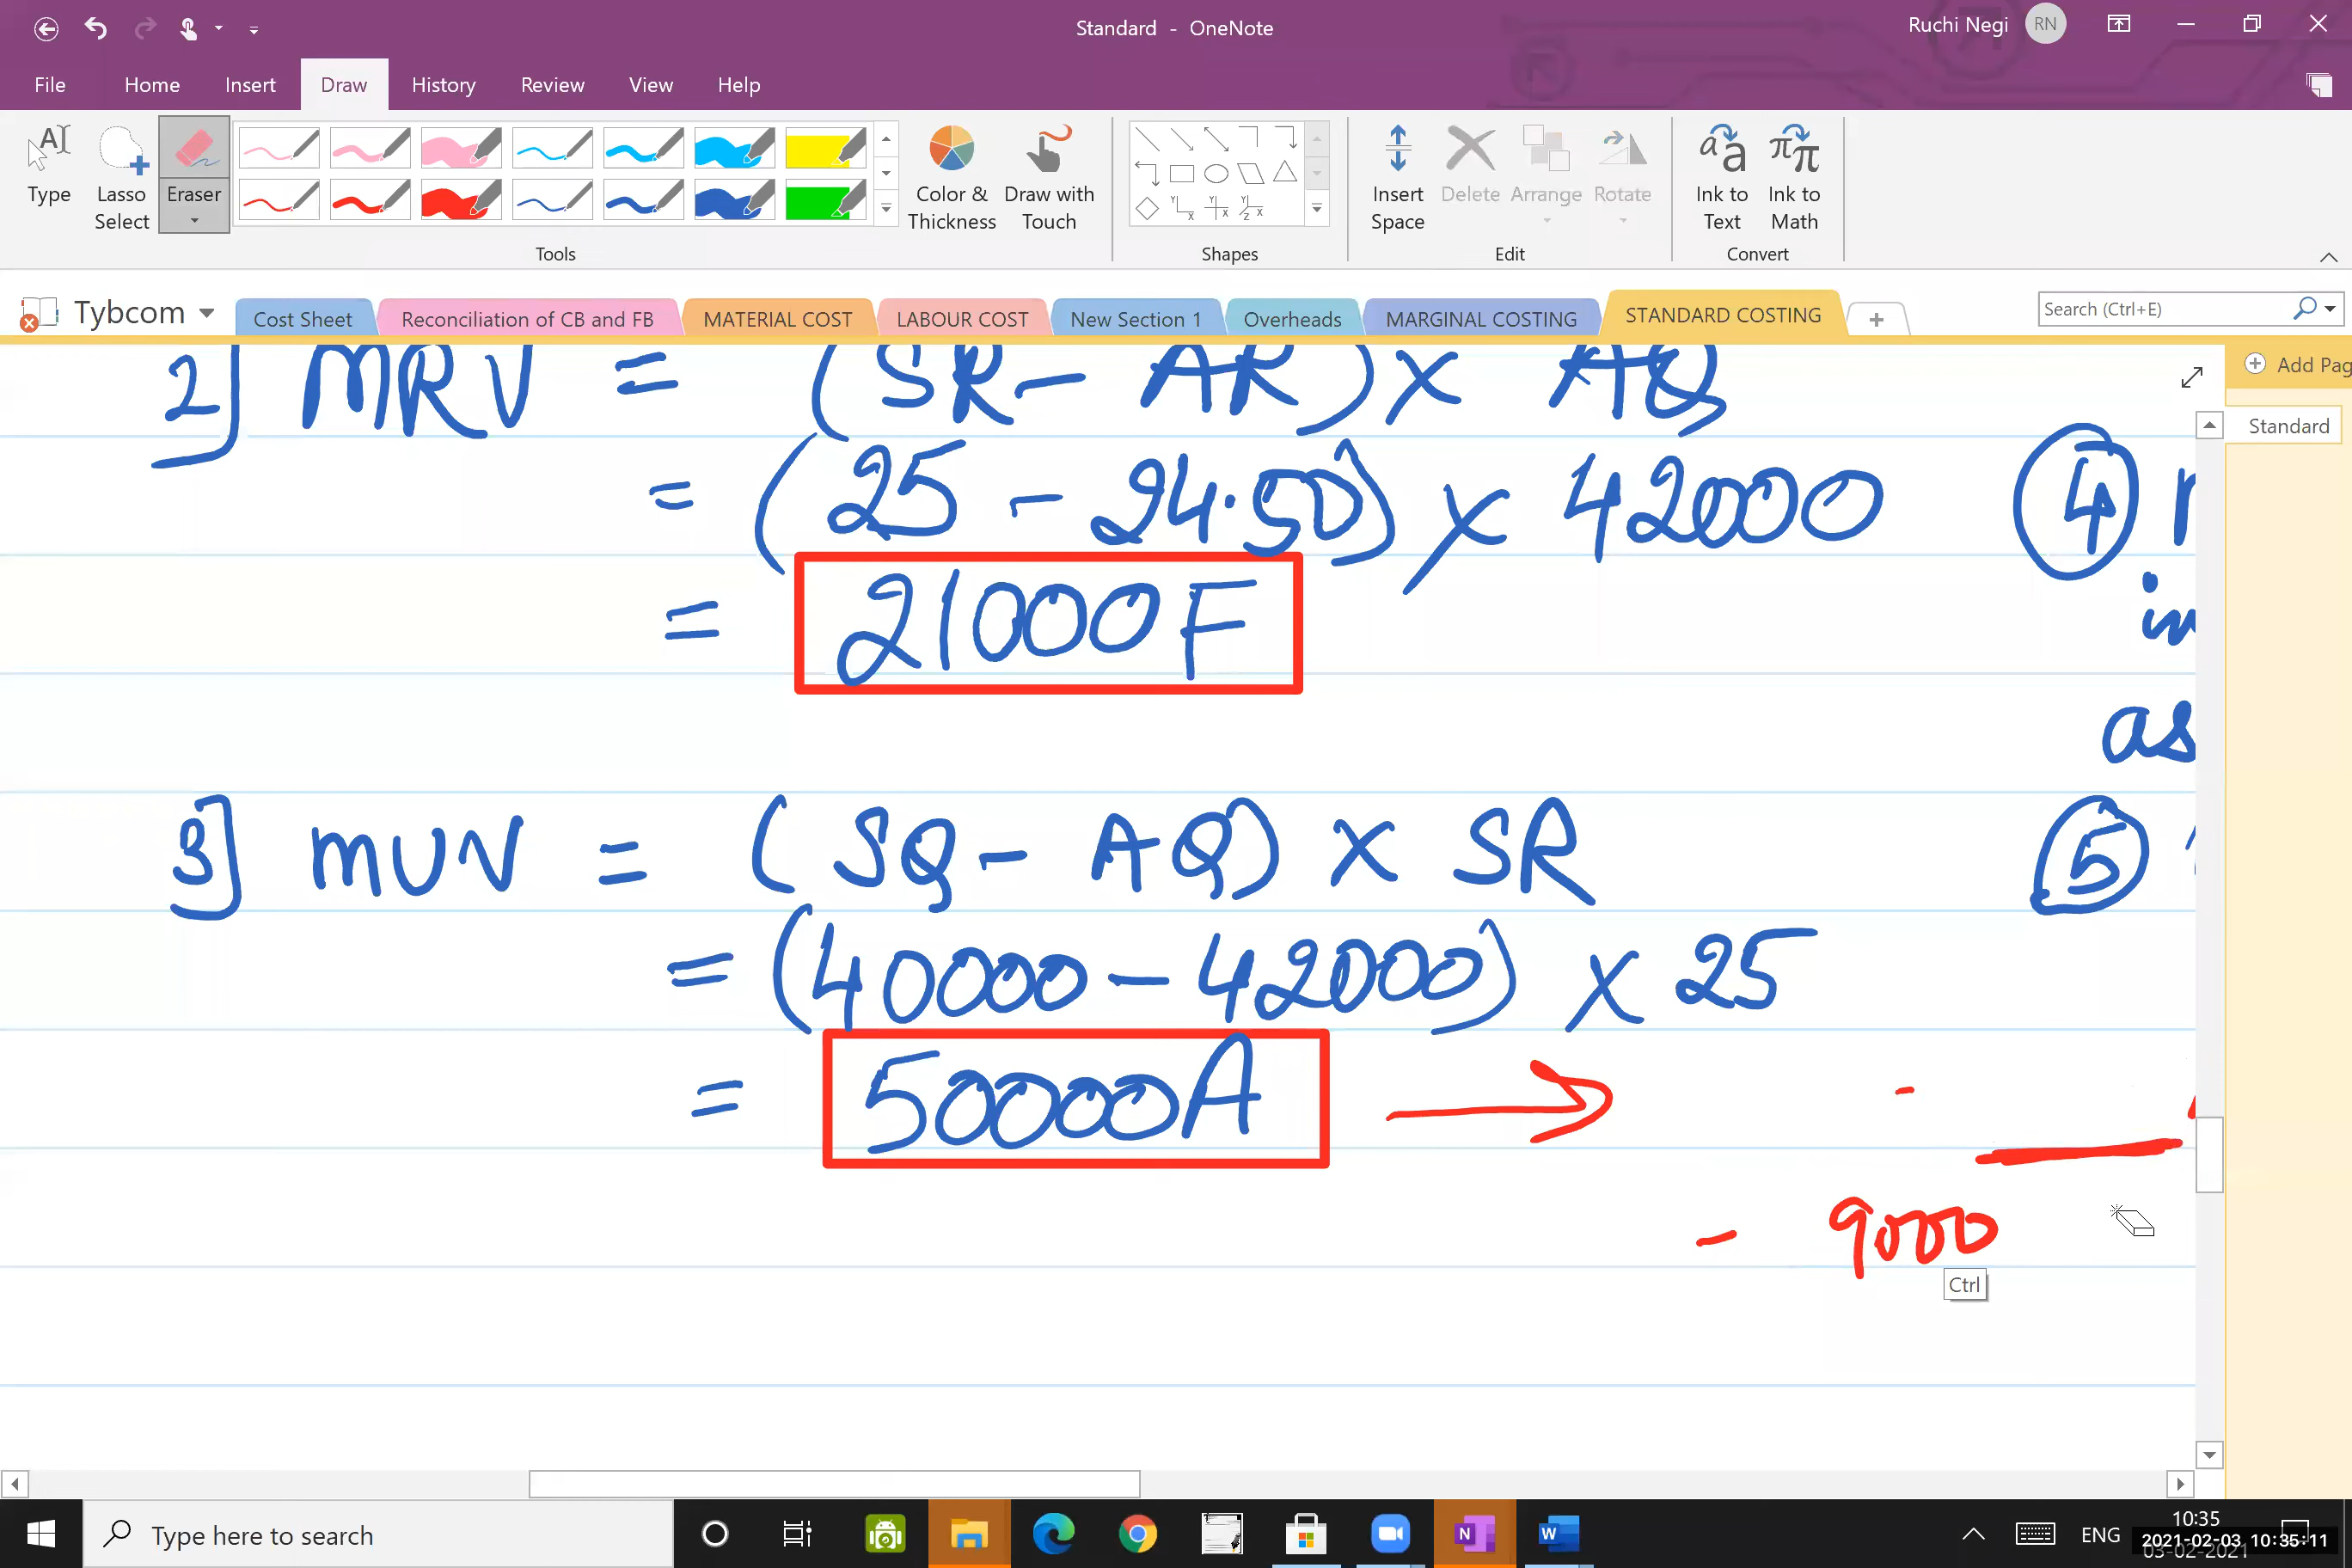 Standard - OneNote
Ruchi Negi RN
File Home Insert Draw History Review View Help
Type Lasso Select Eraser Color & Thickness Draw with Touch Insert Space Delete Arrange Rotate Ink to Text Ink to Math
Tools Shapes Edit Convert
Tybcom Cost Sheet Reconciliation of CB and FB MATERIAL COST LABOUR COST New Section 1 Overheads MARGINAL COSTING STANDARD COSTING Search (Ctrl+E)
Add Pag
Standard
2] MRV = (SR - AR) X AQ
= (25 - 24.50) X 42000
4
= 21000 F
in
as
3] MUV = (SQ - AQ) X SR
5
= (40000 - 42000) X 25
= 50000 A → -
- 9000
Ctrl
Type here to search
ENG
10:35
03-02-2021
2021-02-03 10:35:11